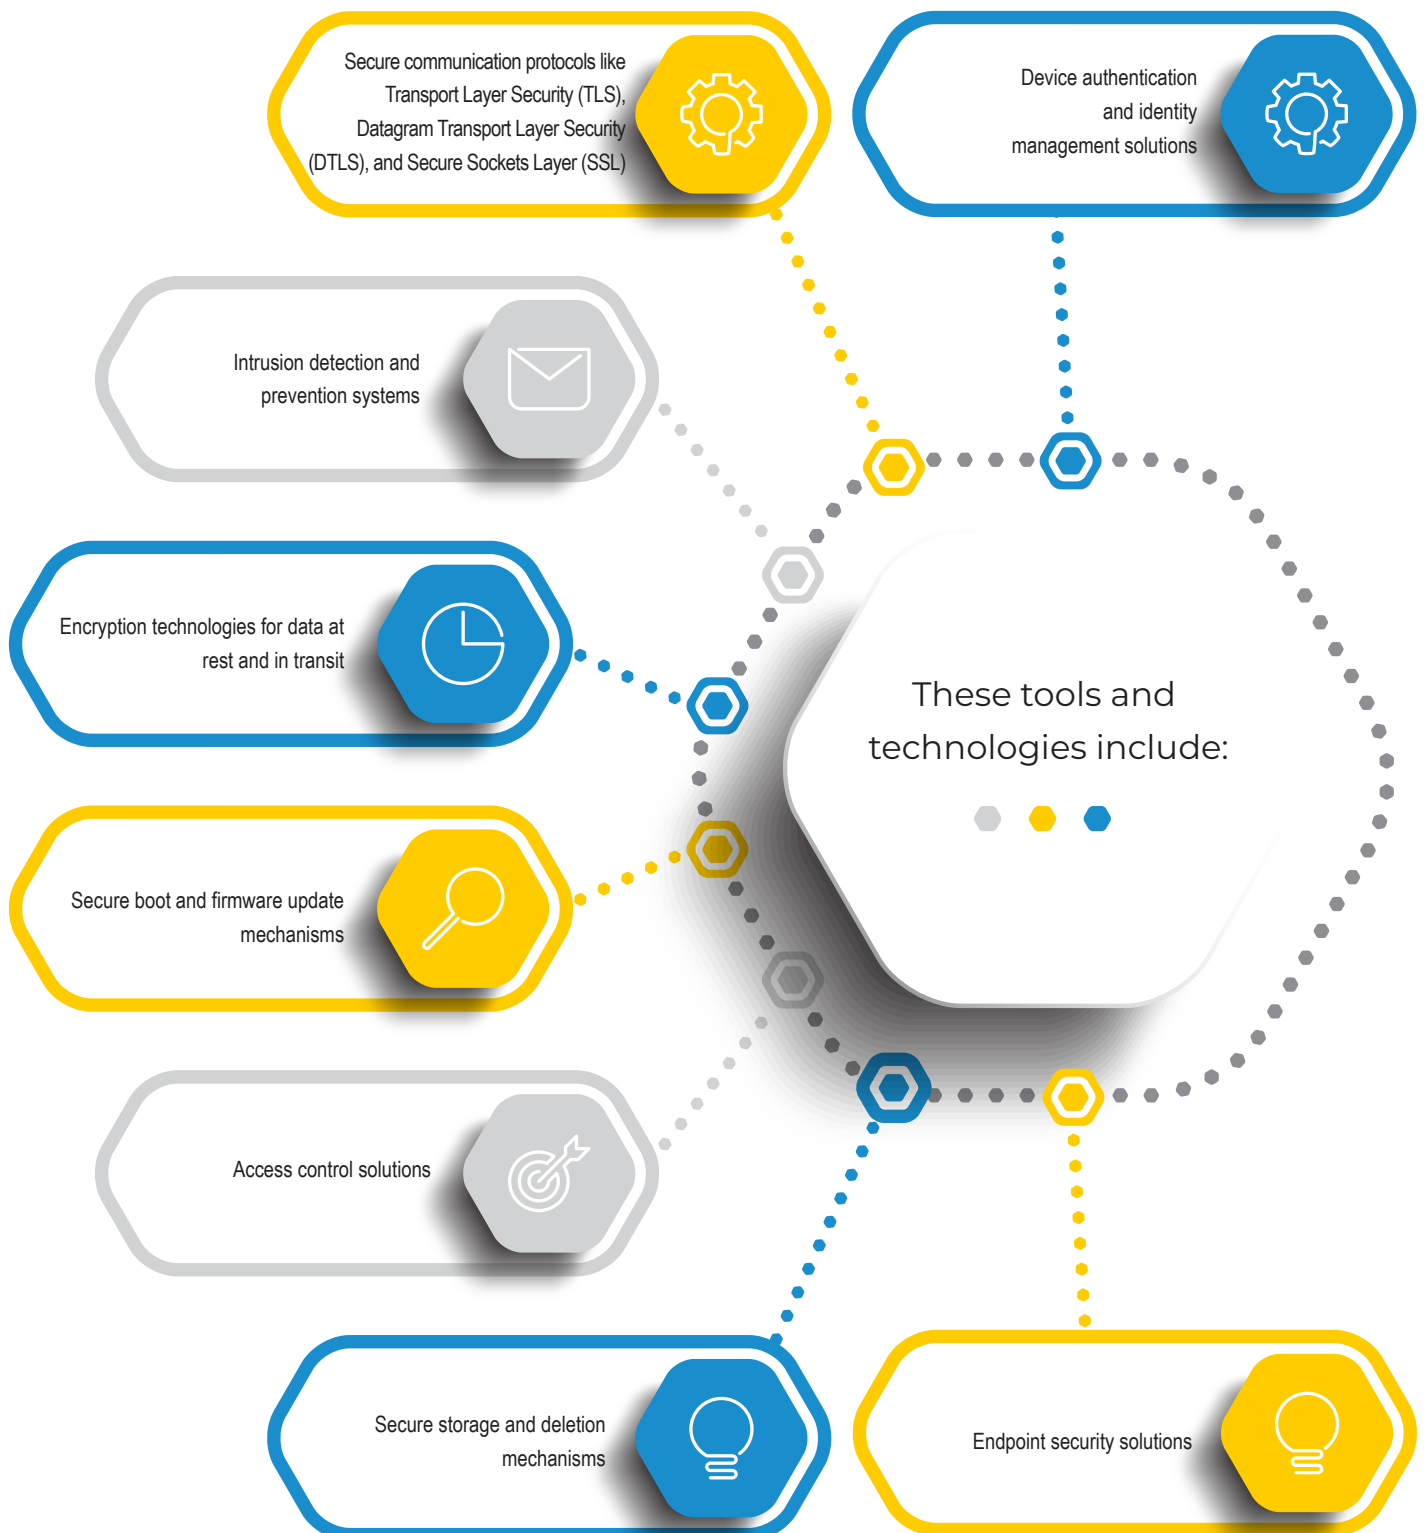 Secure communication protocols like
Transport Layer Security (TLS),
Datagram Transport Layer Security
(DTLS), and Secure Sockets Layer (SSL)
Device authentication
and identity
management solutions
Intrusion detection and
prevention systems
Encryption technologies for data at
rest and in transit
These tools and
technologies include:
Secure boot and firmware update
mechanisms
Access control solutions
Secure storage and deletion
mechanisms
Endpoint security solutions